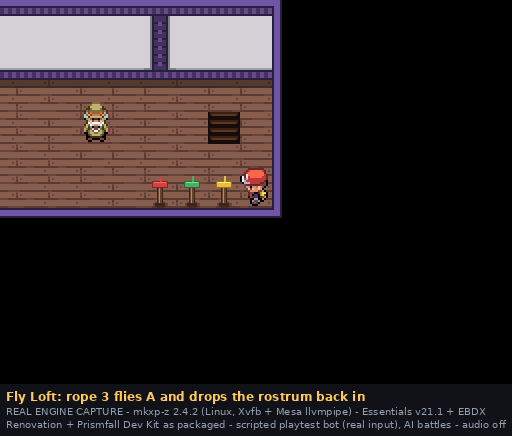 Fly Loft: rope 3 flies A and drops the rostrum back in
REAL ENGINE CAPTURE - mkxp-z 2.4.2 (Linux, Xvfb + Mesa llvmpipe) - Essentials v21.1 + EBDX
Renovation + Prismfall Dev Kit as packaged - scripted playtest bot (real input), AI battles - audio off